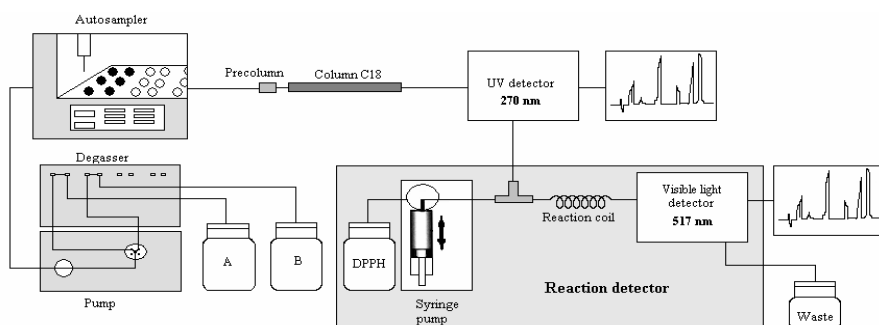 Autosampler
Precolumn
Column C18
UV detector
270 nm
Degasser
A
B
Pump
DPPH
Syringe
pump
Reaction coil
Visible light
detector
517 nm
Reaction detector
Waste